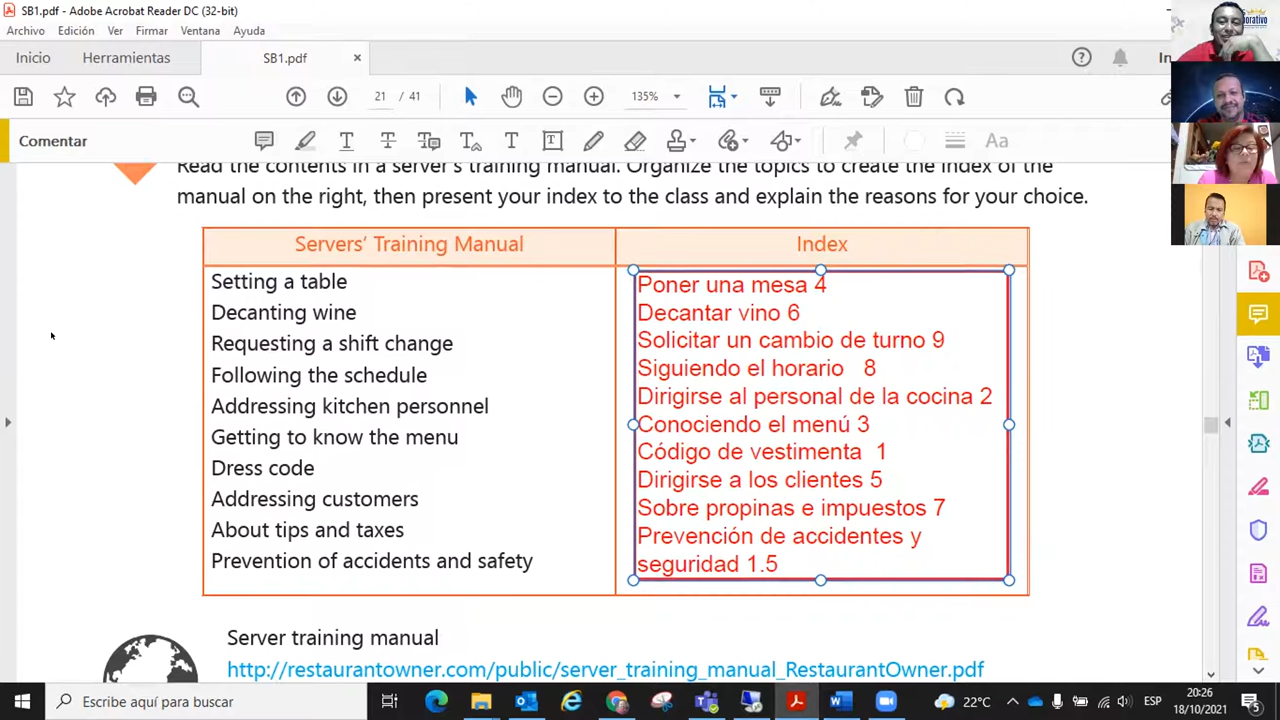 SB1.pdf - Adobe Acrobat Reader DC (32-bit)
Archivo Edición Ver Firmar Ventana Ayuda
Inicio Herramientas SB1.pdf ×
21 / 41 135%
Comentar
Aa
Read the contents in a server's training manual. Organize the topics to create the index of the
manual on the right, then present your index to the class and explain the reasons for your choice.
Servers' Training Manual
Setting a table
Decanting wine
Requesting a shift change
Following the schedule
Addressing kitchen personnel
Getting to know the menu
Dress code
Addressing customers
About tips and taxes
Prevention of accidents and safety
Index
Poner una mesa 4
Decantar vino 6
Solicitar un cambio de turno 9
Siguiendo el horario 8
Dirigirse al personal de la cocina 2
Conociendo el menú 3
Código de vestimenta 1
Dirigirse a los clientes 5
Sobre propinas e impuestos 7
Prevención de accidentes y
seguridad 1.5
Server training manual
http://restaurantowner.com/public/server_training_manual_RestaurantOwner.pdf
Escribe aquí para buscar
22°C
ESP
20:26
18/10/2021
5